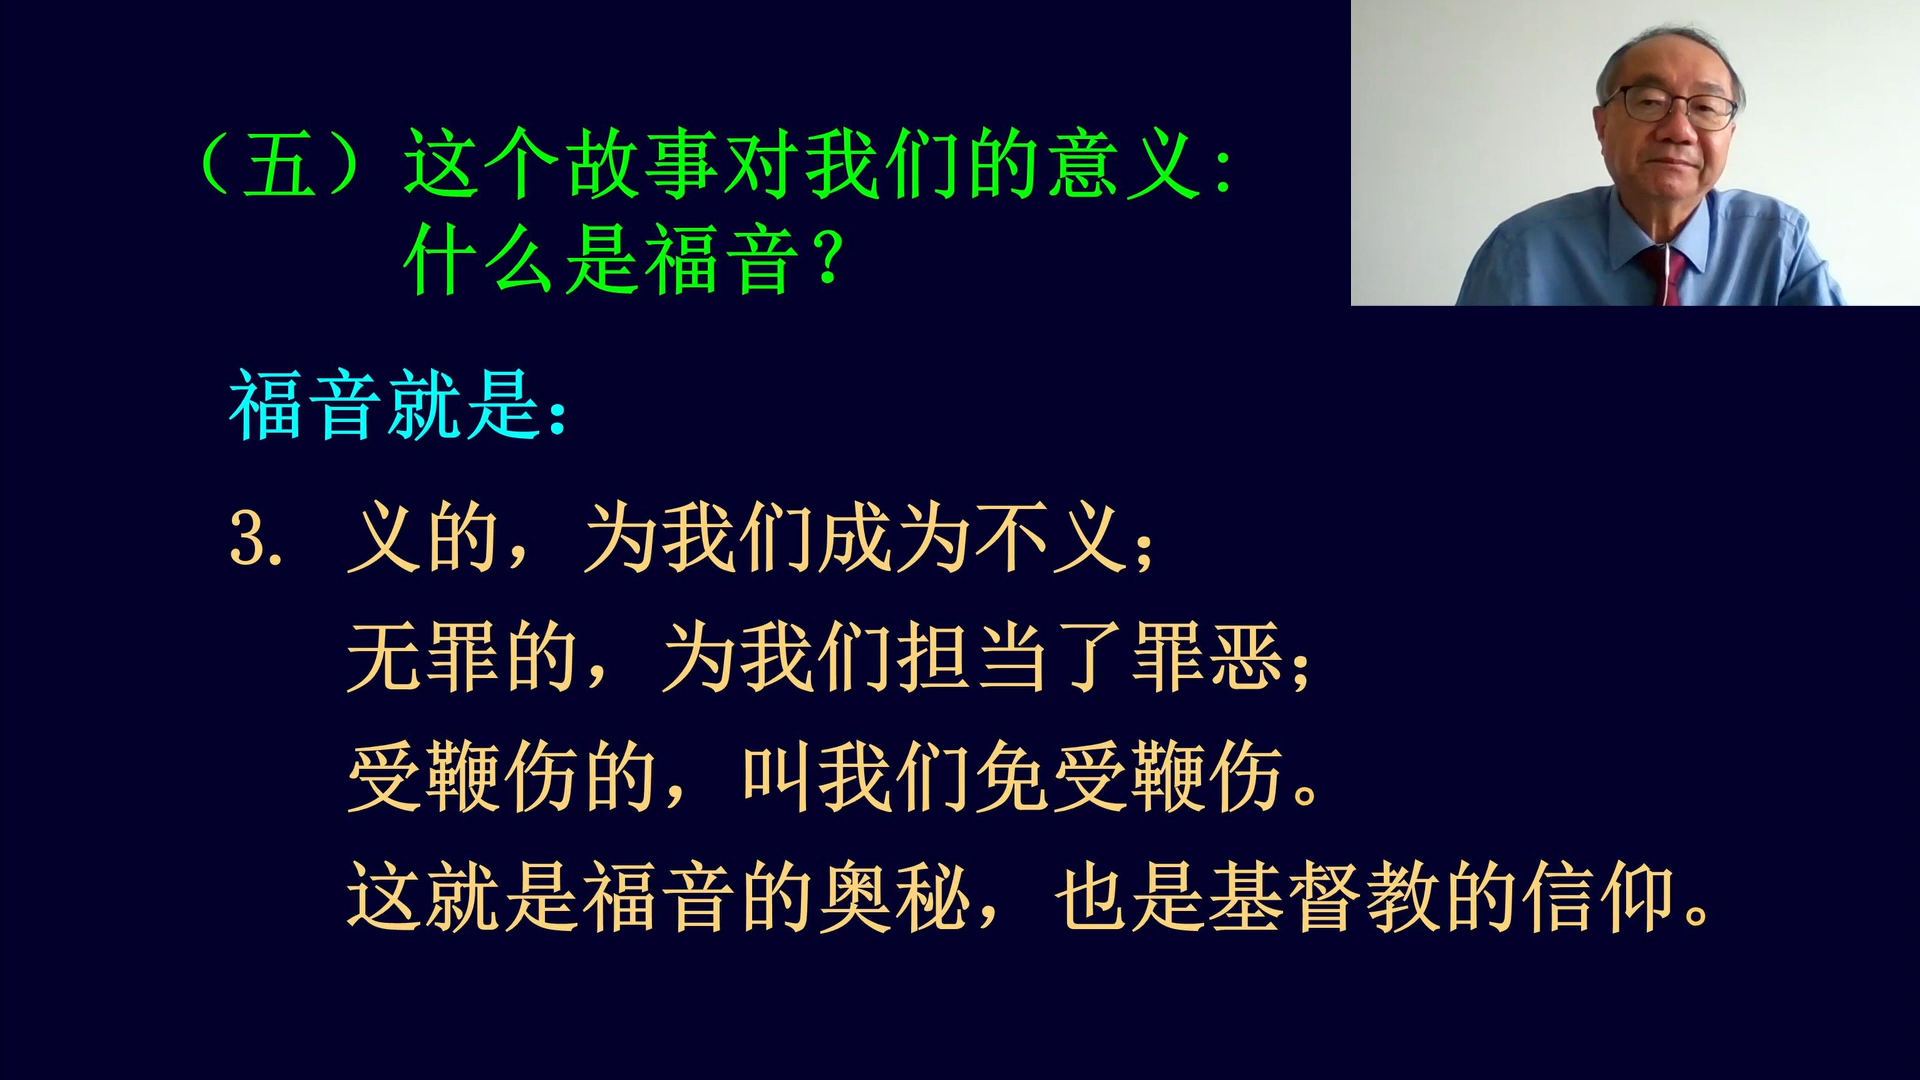 （五）这个故事对我们的意义：
什么是福音？
福音就是：
3. 义的，为我们成为不义；
无罪的，为我们担当了罪恶；
受鞭伤的，叫我们免受鞭伤。
这就是福音的奥秘，也是基督教的信仰。